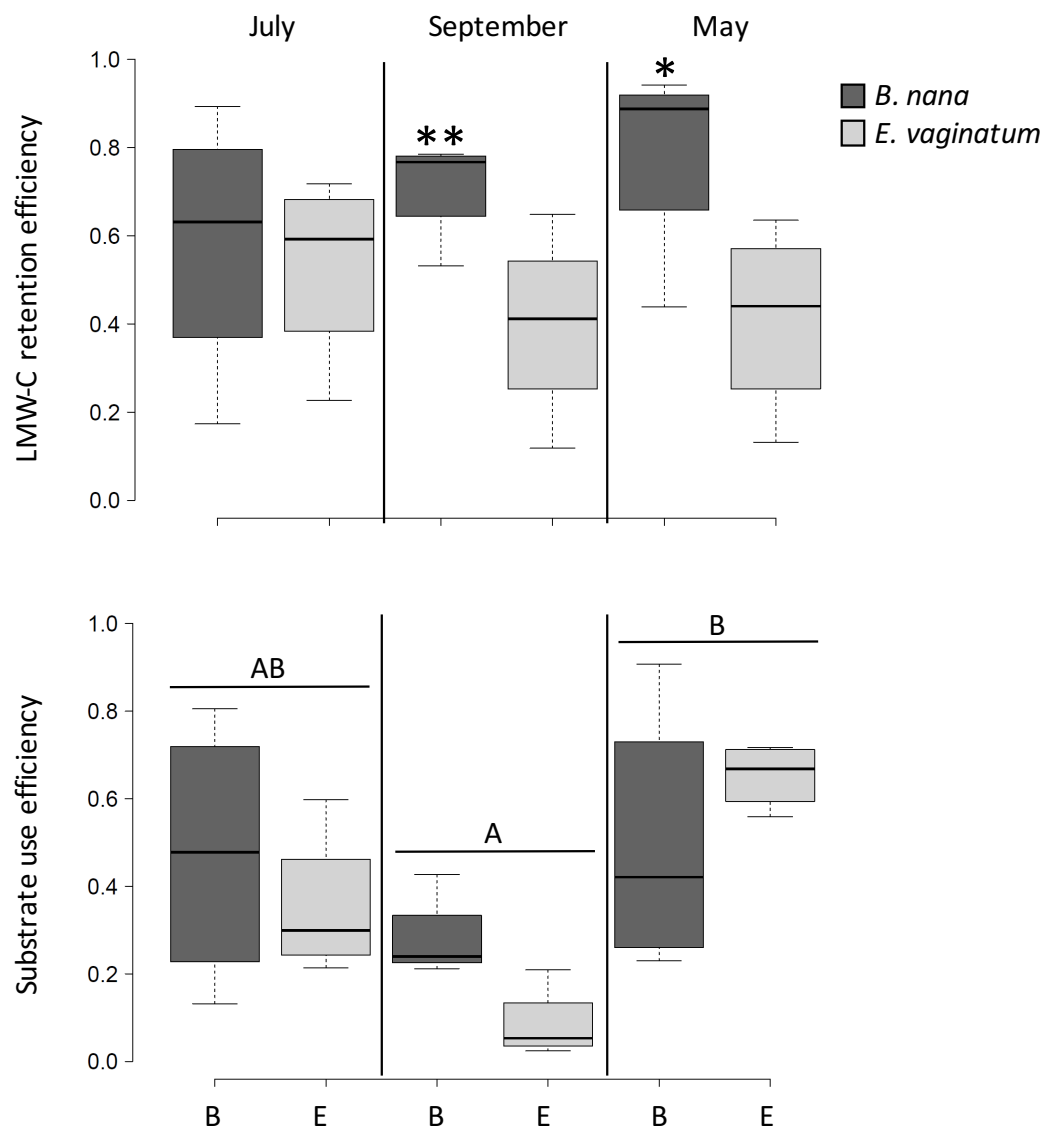 July September May
LMW-C retention efficiency
1.0
0.8
0.6
0.4
0.2
0.0
**
*
B. nana
E. vaginatum
Substrate use efficiency
1.0
0.8
0.6
0.4
0.2
0.0
AB
A
B
B E B E B E